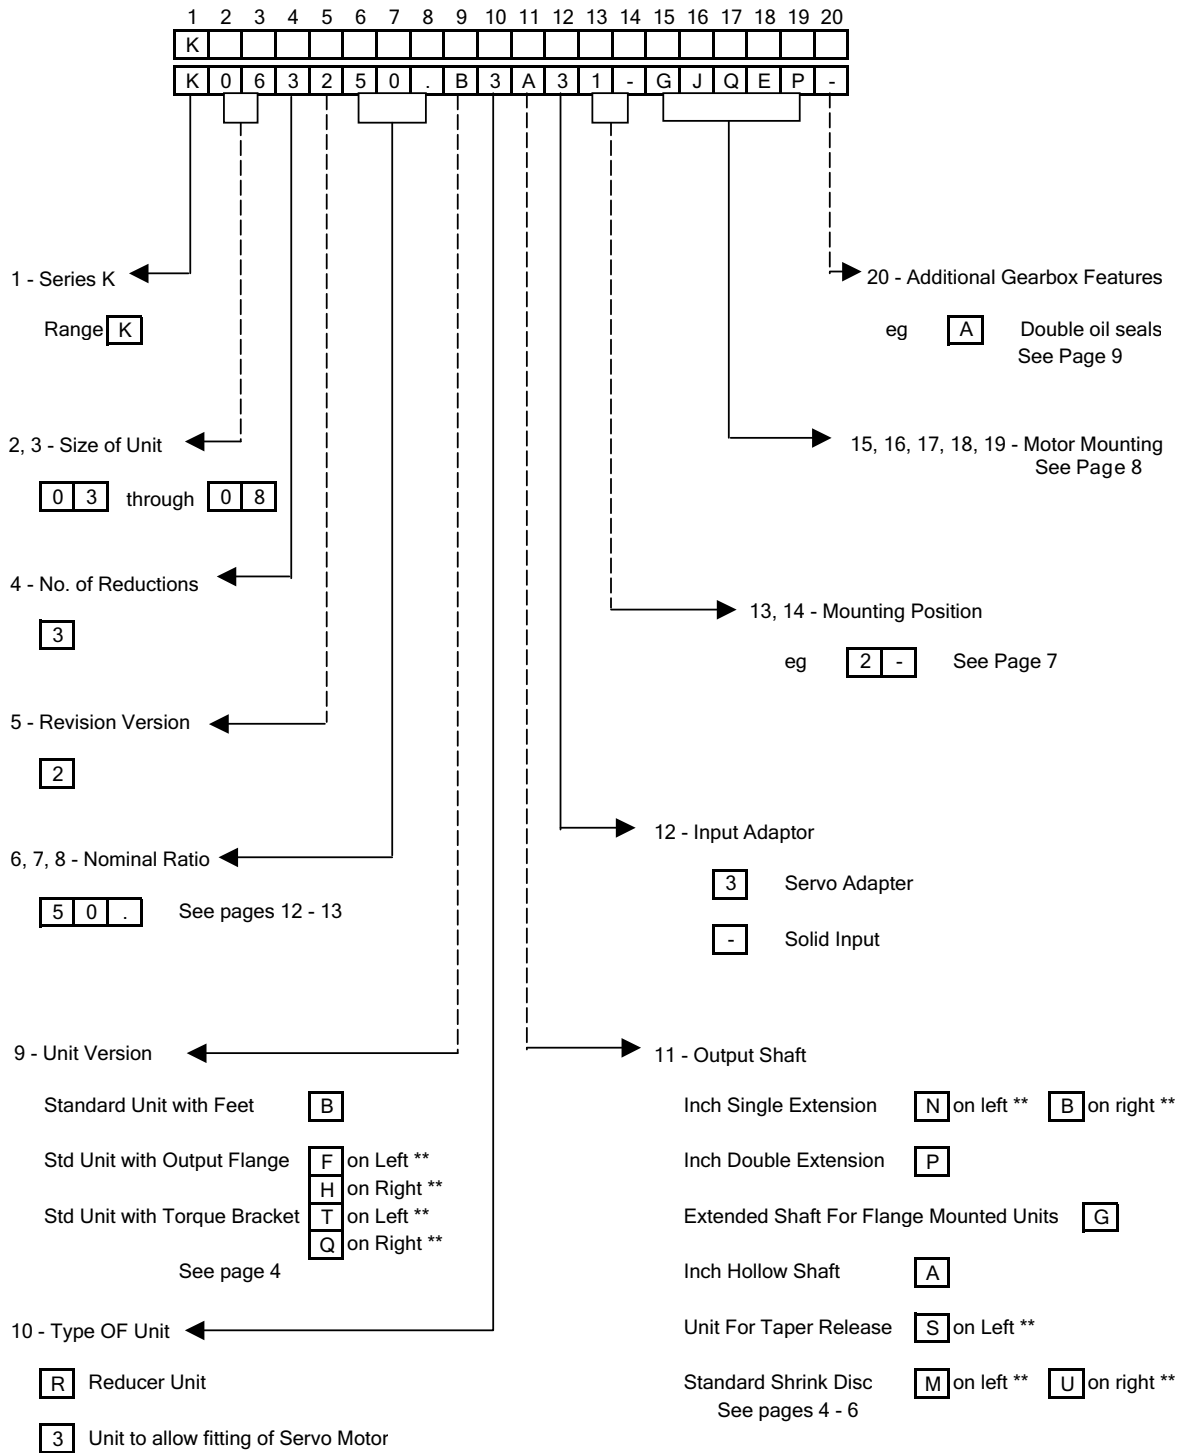 1 2 3 4 5 6 7 8 9 10 11 12 13 14 15 16 17 18 19 20
K
K 0 6 3 2 5 0 . B 3 A 3 1 - G J Q E P -
1 - Series K
Range K
2, 3 - Size of Unit
0 3 through 0 8
4 - No. of Reductions
3
5 - Revision Version
2
6, 7, 8 - Nominal Ratio
5 0 . See pages 12 - 13
9 - Unit Version
Standard Unit with Feet B
Std Unit with Output Flange F on Left **
H on Right **
Std Unit with Torque Bracket T on Left **
Q on Right **
See page 4
10 - Type OF Unit
R Reducer Unit
3 Unit to allow fitting of Servo Motor
20 - Additional Gearbox Features
eg A Double oil seals
See Page 9
15, 16, 17, 18, 19 - Motor Mounting
See Page 8
13, 14 - Mounting Position
eg 2 - See Page 7
12 - Input Adaptor
3 Servo Adapter
- Solid Input
11 - Output Shaft
Inch Single Extension N on left ** B on right **
Inch Double Extension P
Extended Shaft For Flange Mounted Units G
Inch Hollow Shaft A
Unit For Taper Release S on Left **
Standard Shrink Disc M on left ** U on right **
See pages 4 - 6